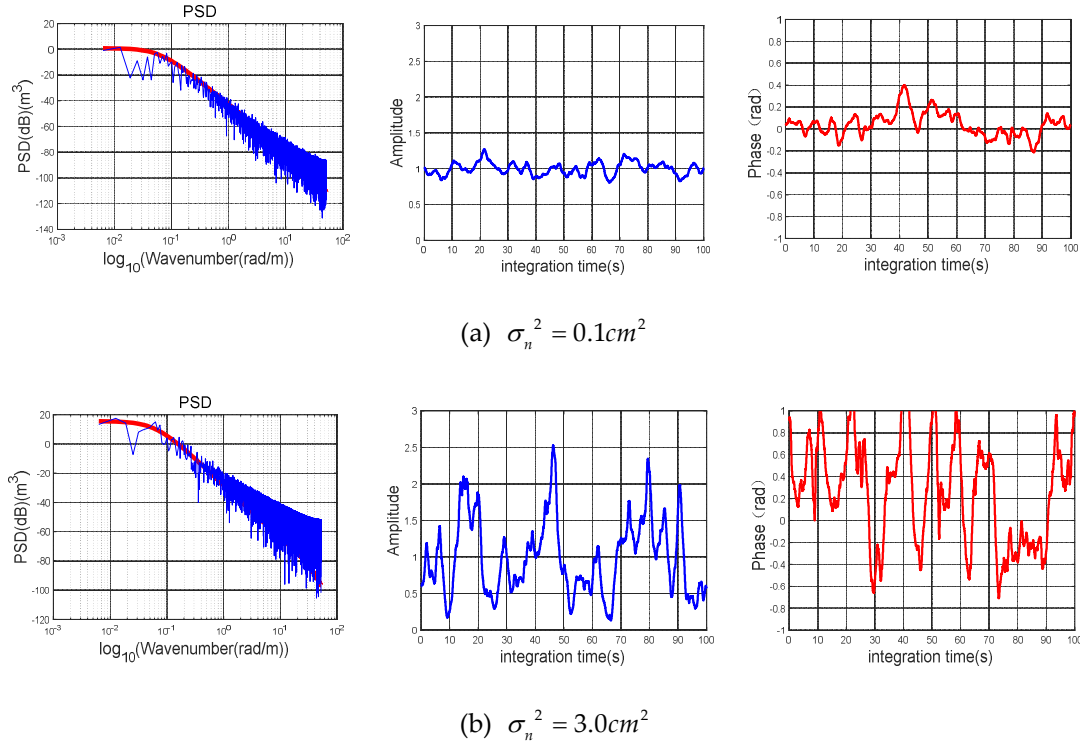 PSD
PSD(dB)(m³)
20
0
-20
-40
-60
-80
-100
-120
-140
10⁻³ 10⁻² 10⁻¹ 10⁰ 10¹ 10²
log₁₀(Wavenumber(rad/m))
Amplitude
3
2.5
2
1.5
1
0.5
0
0 10 20 30 40 50 60 70 80 90 100
integration time(s)
Phase (rad)
1
0.8
0.6
0.4
0.2
0
-0.2
-0.4
-0.6
-0.8
-1
0 10 20 30 40 50 60 70 80 90 100
integration time(s)
(a) σₙ² = 0.1cm²
PSD
PSD(dB)(m³)
20
0
-20
-40
-60
-80
-100
-120
10⁻³ 10⁻² 10⁻¹ 10⁰ 10¹ 10²
log₁₀(Wavenumber(rad/m))
Amplitude
3
2.5
2
1.5
1
0.5
0
0 10 20 30 40 50 60 70 80 90 100
integration time(s)
Phase (rad)
1
0.8
0.6
0.4
0.2
0
-0.2
-0.4
-0.6
-0.8
-1
0 10 20 30 40 50 60 70 80 90 100
integration time(s)
(b) σₙ² = 3.0cm²